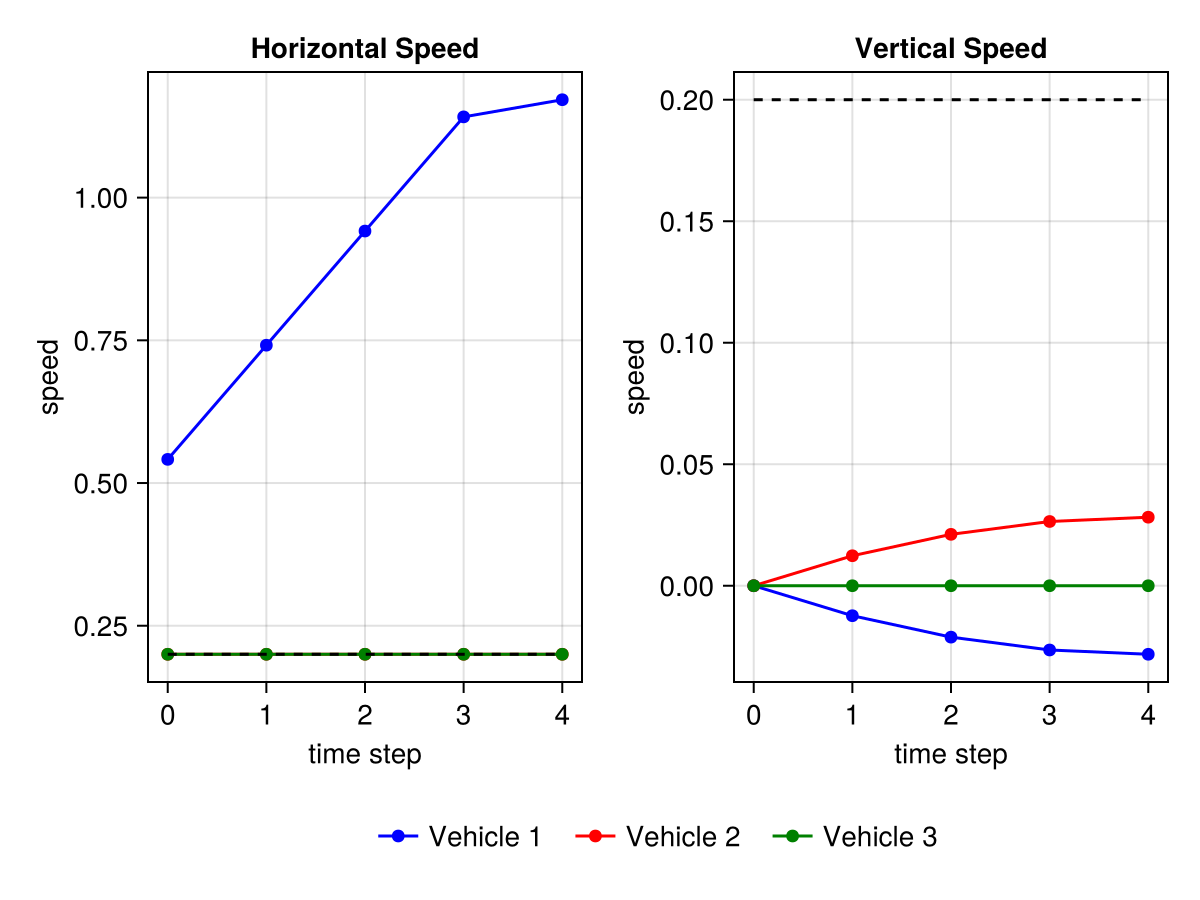 Horizontal Speed
Vertical Speed
speed
1.00
0.75
0.50
0.25
0 1 2 3 4
time step
speed
0.20
0.15
0.10
0.05
0.00
0 1 2 3 4
time step
Vehicle 1 Vehicle 2 Vehicle 3